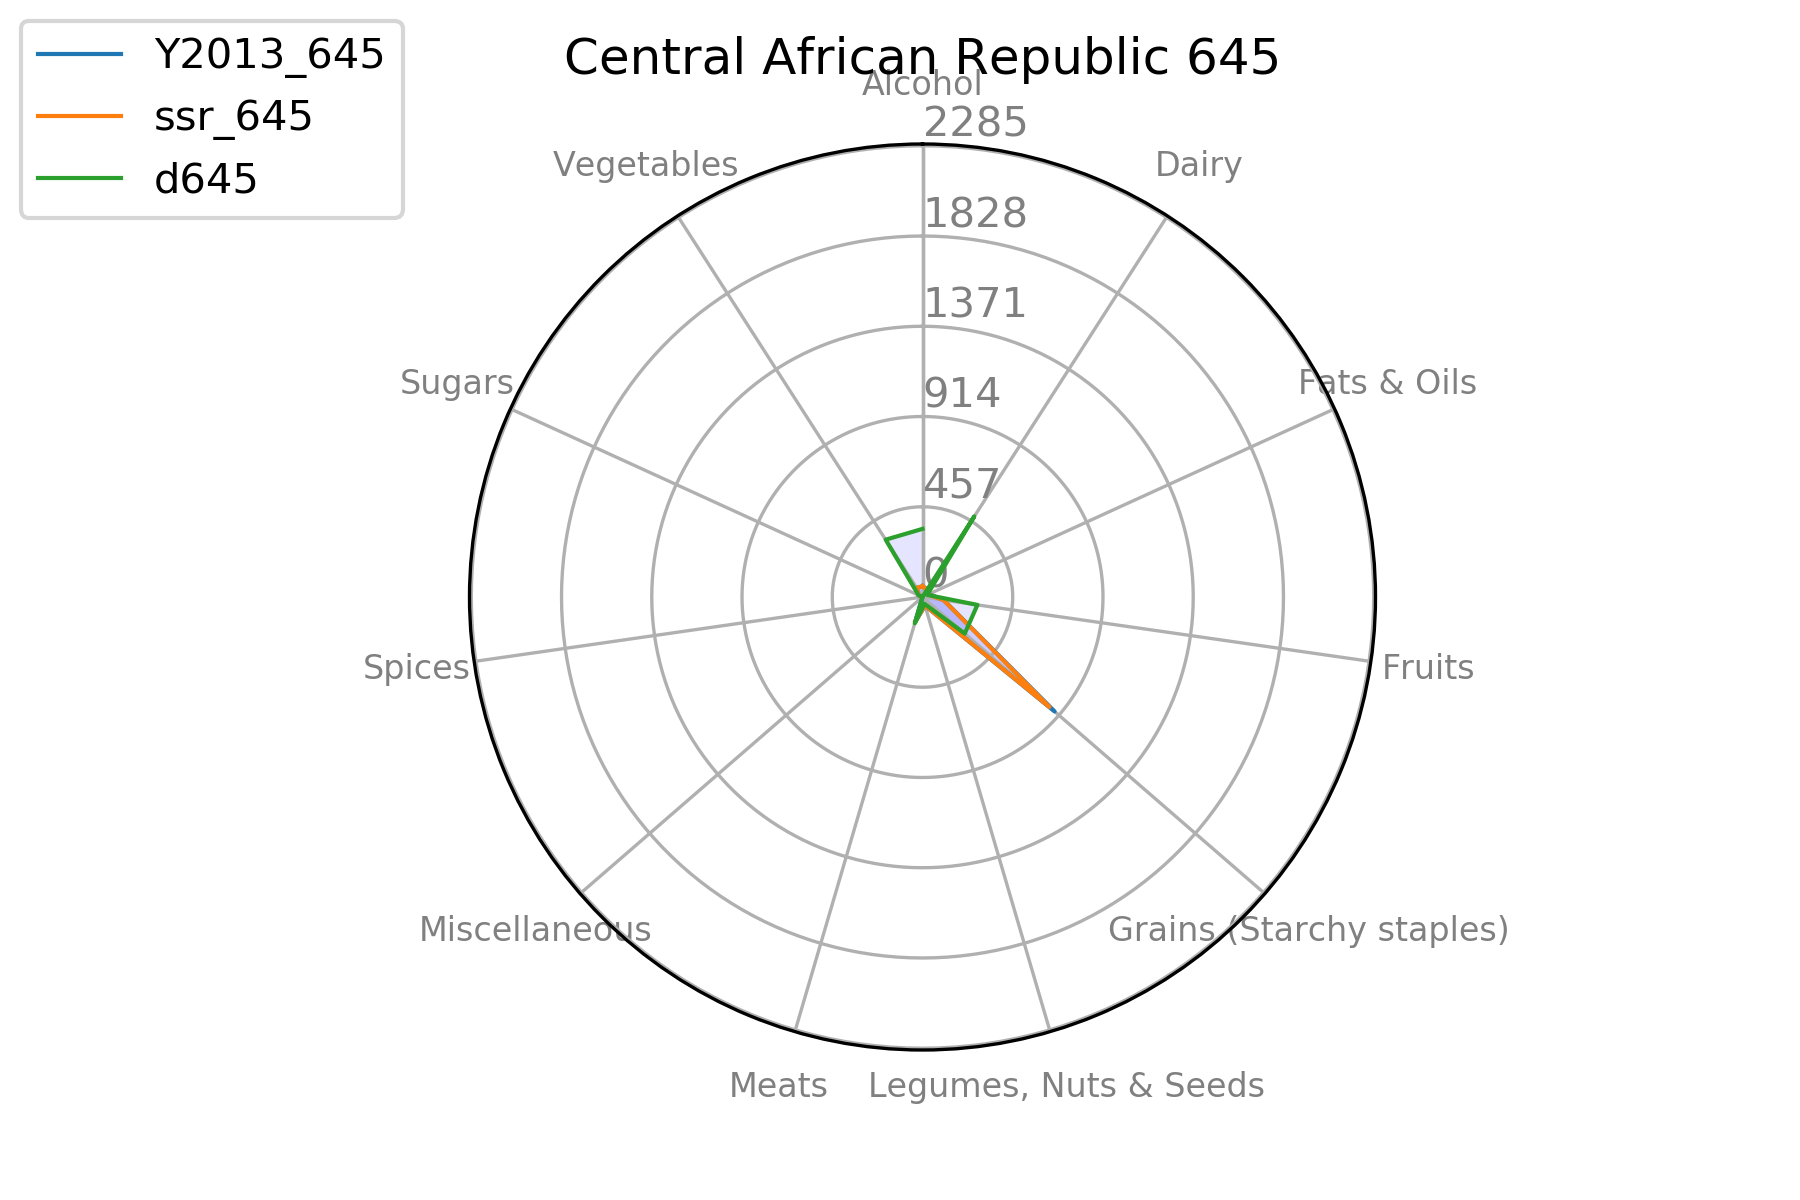 Y2013_645
ssr_645
d645
Central African Republic 645
Alcohol
2285
Vegetables
Dairy
1828
1371
Sugars
Fats & Oils
914
457
0
Spices
Fruits
Miscellaneous
Grains (Starchy staples)
Meats
Legumes, Nuts & Seeds